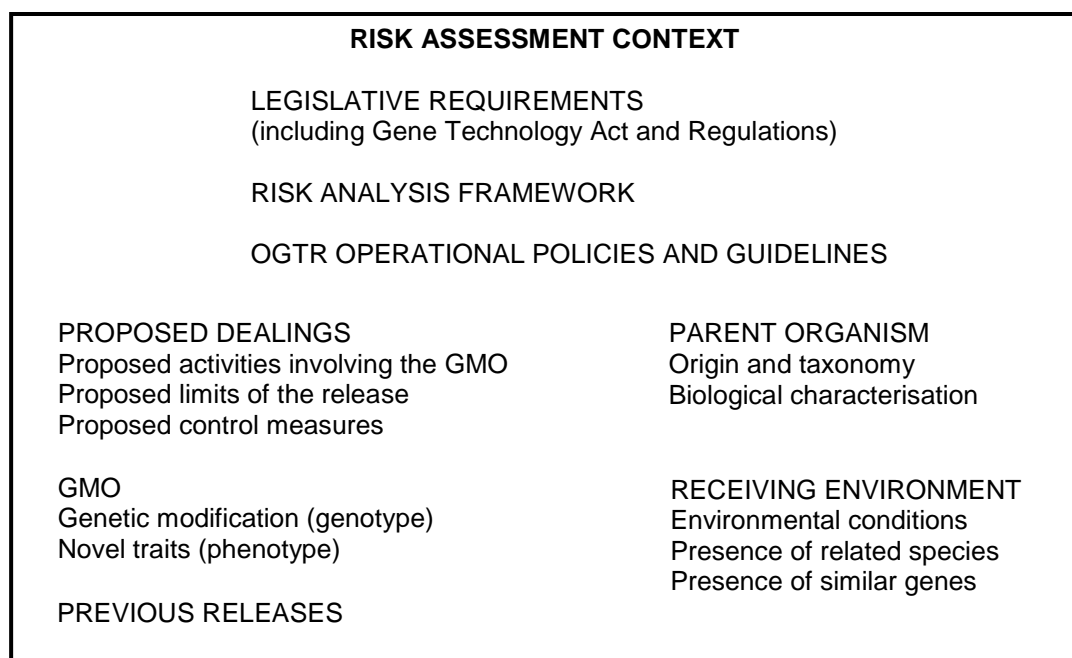 RISK ASSESSMENT CONTEXT
LEGISLATIVE REQUIREMENTS
(including Gene Technology Act and Regulations)
RISK ANALYSIS FRAMEWORK
OGTR OPERATIONAL POLICIES AND GUIDELINES
PROPOSED DEALINGS
Proposed activities involving the GMO
Proposed limits of the release
Proposed control measures
PARENT ORGANISM
Origin and taxonomy
Biological characterisation
GMO
Genetic modification (genotype)
Novel traits (phenotype)
RECEIVING ENVIRONMENT
Environmental conditions
Presence of related species
Presence of similar genes
PREVIOUS RELEASES